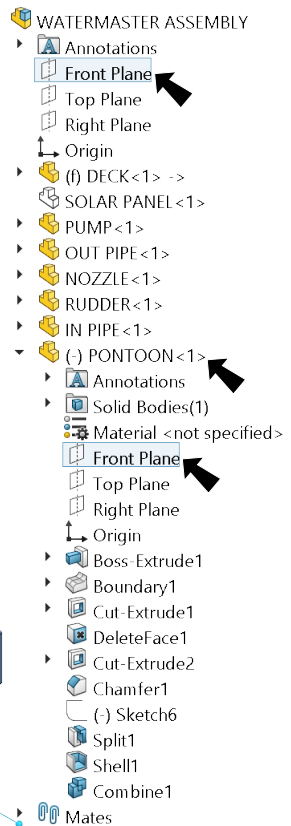 WATERMASTER ASSEMBLY
Annotations
Front Plane
Top Plane
Right Plane
Origin
(f) DECK<1> ->
SOLAR PANEL<1>
PUMP<1>
OUT PIPE<1>
NOZZLE<1>
RUDDER<1>
IN PIPE<1>
(-) PONTOON<1>
Annotations
Solid Bodies(1)
Material <not specified>
Front Plane
Top Plane
Right Plane
Origin
Boss-Extrude1
Boundary1
Cut-Extrude1
DeleteFace1
Cut-Extrude2
Chamfer1
(-) Sketch6
Split1
Shell1
Combine1
Mates